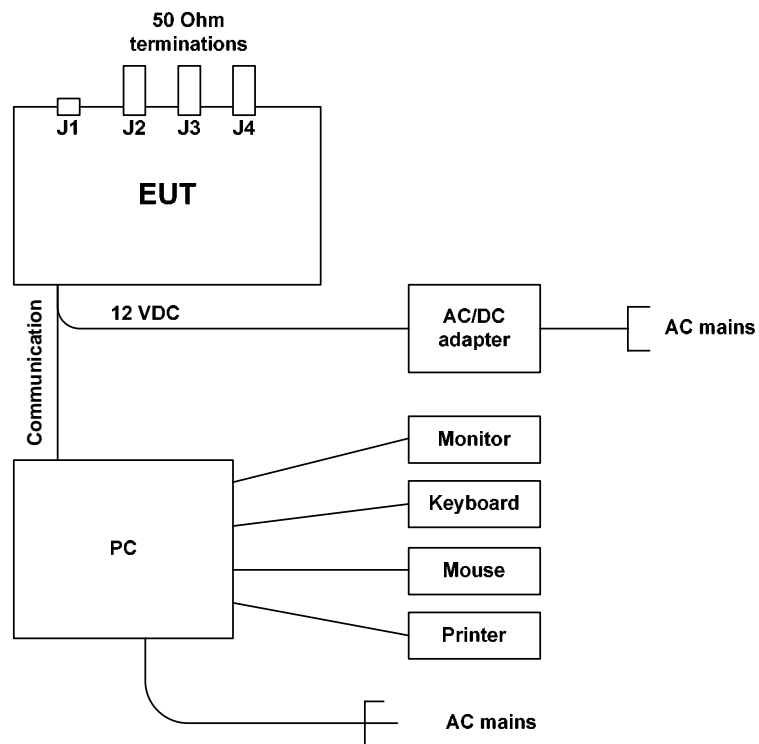 50 Ohm
terminations
J1 J2 J3 J4
EUT
Communication
12 VDC
AC/DC
adapter
AC mains
PC
Monitor
Keyboard
Mouse
Printer
AC mains